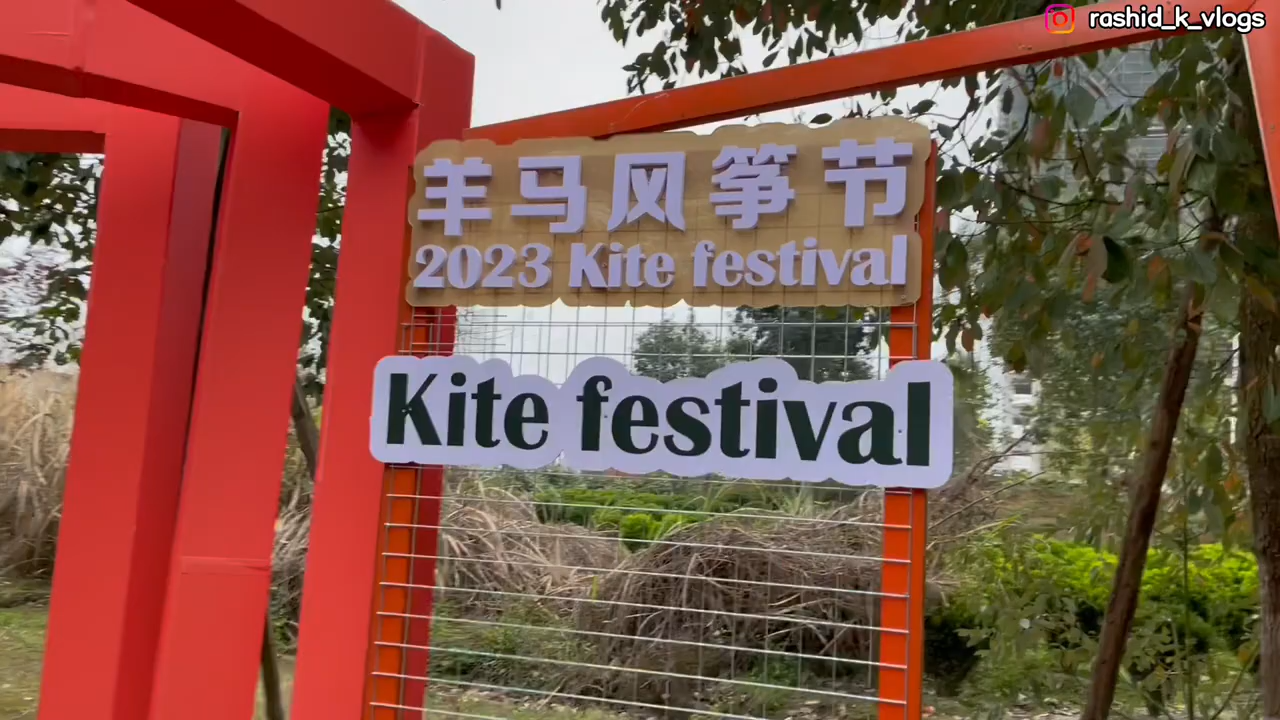 rashid_k_vlogs
羊马风筝节
2023 Kite festival
Kite festival